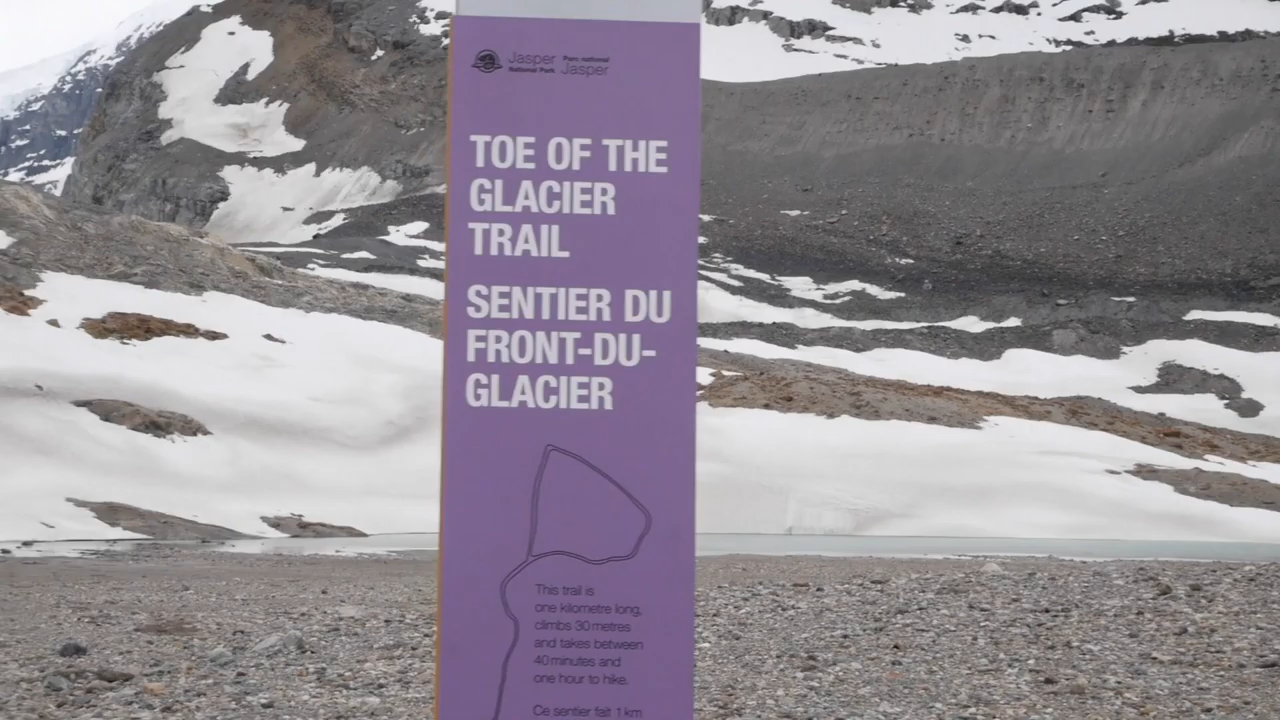 Jasper
National Park
Parc national
Jasper
TOE OF THE
GLACIER
TRAIL
SENTIER DU
FRONT-DU-
GLACIER
This trail is
one kilometre long,
climbs 30 metres
and takes between
40 minutes and
one hour to hike.
Ce sentier fait 1 km